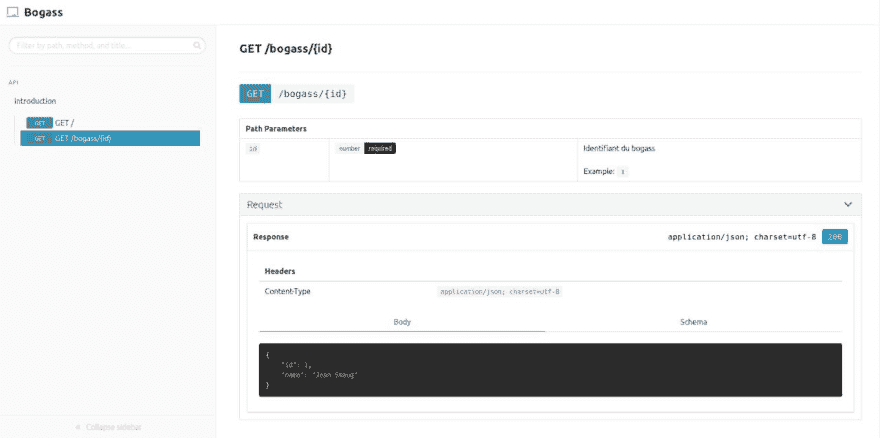 Bogass
Filter by path, method, and title...
API
Introduction
GET GET /
GET GET /bogass/{id}
Collapse sidebar
GET /bogass/{id}
GET /bogass/{id}
Path Parameters
id number required Identifiant du bogass
Example: 1
Request
Response application/json; charset=utf-8 200
Headers
Content-Type application/json; charset=utf-8
Body Schema
{
"id": 1,
"name": "Joan Smaug"
}